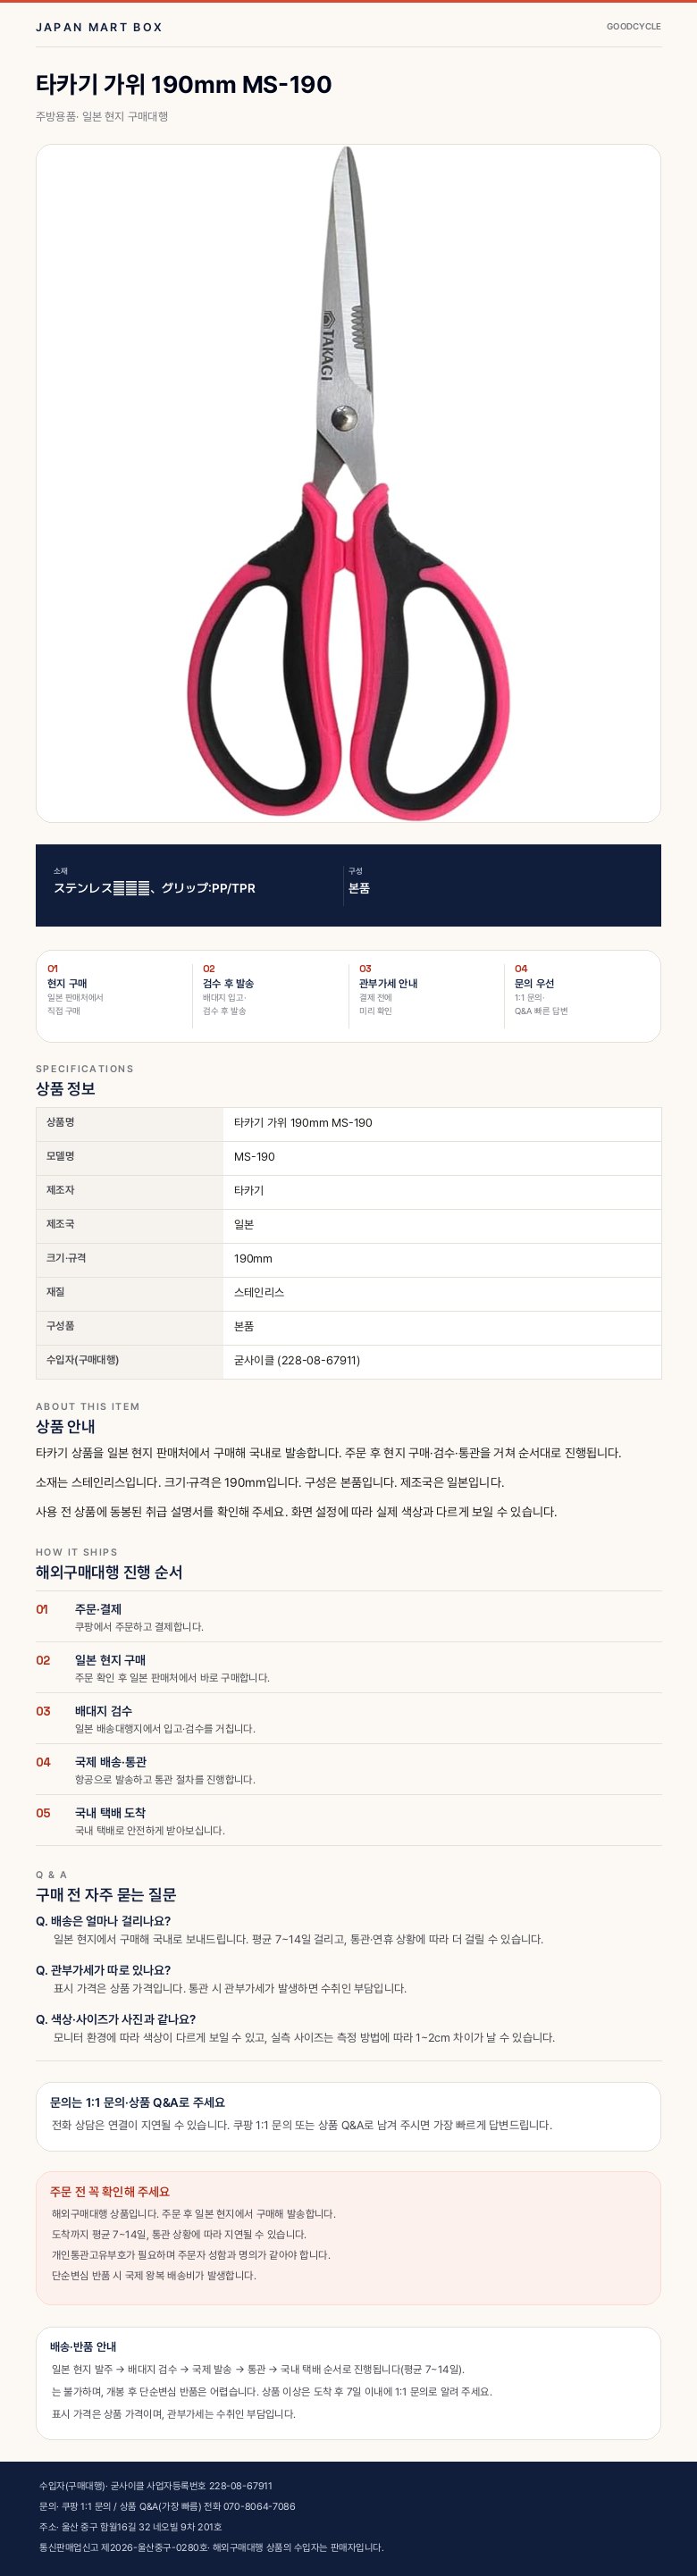 JAPAN MART BOX
GOODCYCLE
타카기 가위 190mm MS-190
주방용품· 일본 현지 구매대행
TAKAGI
소재
ステンレス、グリップ:PP/TPR
구성
본품
01
현지 구매
일본 판매처에서
직접 구매
02
검수 후 발송
배대지 입고·
검수 후 발송
03
관부가세 안내
결제 전에
미리 확인
04
문의 우선
1:1 문의·
Q&A 빠른 답변
SPECIFICATIONS
상품 정보
상품명 타카기 가위 190mm MS-190
모델명 MS-190
제조자 타카기
제조국 일본
크기·규격 190mm
재질 스테인리스
구성품 본품
수입자(구매대행) 굳사이클 (228-08-67911)
ABOUT THIS ITEM
상품 안내
타카기 상품을 일본 현지 판매처에서 구매해 국내로 발송합니다. 주문 후 현지 구매·검수·통관을 거쳐 순서대로 진행됩니다.
소재는 스테인리스입니다. 크기·규격은 190mm입니다. 구성은 본품입니다. 제조국은 일본입니다.
사용 전 상품에 동봉된 취급 설명서를 확인해 주세요. 화면 설정에 따라 실제 색상과 다르게 보일 수 있습니다.
HOW IT SHIPS
해외구매대행 진행 순서
01 주문·결제
쿠팡에서 주문하고 결제합니다.
02 일본 현지 구매
주문 확인 후 일본 판매처에서 바로 구매합니다.
03 배대지 검수
일본 배송대행지에서 입고·검수를 거칩니다.
04 국제 배송·통관
항공으로 발송하고 통관 절차를 진행합니다.
05 국내 택배 도착
국내 택배로 안전하게 받아보십니다.
Q & A
구매 전 자주 묻는 질문
Q. 배송은 얼마나 걸리나요?
일본 현지에서 구매해 국내로 보내드립니다. 평균 7~14일 걸리고, 통관·연휴 상황에 따라 더 걸릴 수 있습니다.
Q. 관부가세가 따로 있나요?
표시 가격은 상품 가격입니다. 통관 시 관부가세가 발생하면 수취인 부담입니다.
Q. 색상·사이즈가 사진과 같나요?
모니터 환경에 따라 색상이 다르게 보일 수 있고, 실측 사이즈는 측정 방법에 따라 1~2cm 차이가 날 수 있습니다.
문의는 1:1 문의·상품 Q&A로 주세요
전화 상담은 연결이 지연될 수 있습니다. 쿠팡 1:1 문의 또는 상품 Q&A로 남겨 주시면 가장 빠르게 답변드립니다.
주문 전 꼭 확인해 주세요
해외구매대행 상품입니다. 주문 후 일본 현지에서 구매해 발송합니다.
도착까지 평균 7~14일, 통관 상황에 따라 지연될 수 있습니다.
개인통관고유부호가 필요하며 주문자 성함과 명의가 같아야 합니다.
단순변심 반품 시 국제 왕복 배송비가 발생합니다.
배송·반품 안내
일본 현지 발주 → 배대지 검수 → 국제 발송 → 통관 → 국내 택배 순서로 진행됩니다(평균 7~14일).
는 불가하며, 개봉 후 단순변심 반품은 어렵습니다. 상품 이상은 도착 후 7일 이내에 1:1 문의로 알려 주세요.
표시 가격은 상품 가격이며, 관부가세는 수취인 부담입니다.
수입자(구매대행)· 굳사이클 사업자등록번호 228-08-67911
문의· 쿠팡 1:1 문의 / 상품 Q&A(가장 빠름) 전화 070-8064-7086
주소· 울산 중구 함월16길 32 네오빌 9차 201호
통신판매업신고 제2026-울산중구-0280호· 해외구매대행 상품의 수입자는 판매자입니다.